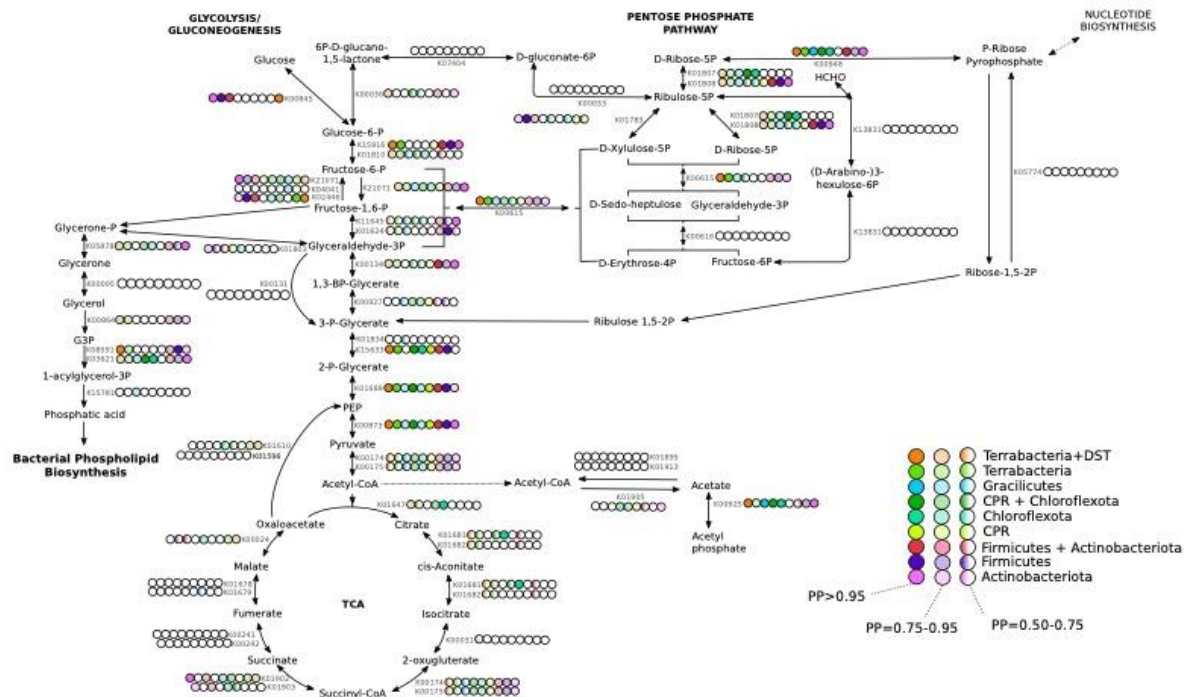 GLYCOLYSIS/
GLUCONEOGENESIS
PENTOSE PHOSPHATE
PATHWAY
NUCLEOTIDE
BIOSYNTHESIS
6P-D-glucano-
1,5-lactone
K07404
D-gluconate-6P
D-Ribose-5P
K00948
P-Ribose
Pyrophosphate
Glucose
K00845
K00036
K00033
K01807
K01808
HCHO
Ribulose-5P
K01783
K01807
K01808
K13831
Glucose-6-P
K15916
K01810
D-Xylulose-5P
D-Ribose-5P
Fructose-6-P
K21071
K04041
K02446
K21071
K00615
K00615
(D-Arabino-)3-
hexulose-6P
K05774
Fructose-1,6-P
D-Sedo-heptulose
Glyceraldehyde-3P
Glycerone-P
K11645
K01624
K01803
Glyceraldehyde-3P
K00616
K13831
Glycerone
K00134
D-Erythrose-4P
Fructose-6P
Ribose-1,5-2P
K00005
K00131
1,3-BP-Glycerate
Glycerol
K00927
K00864
3-P-Glycerate
Ribulose 1,5-2P
G3P
K08591
K03621
K01834
K15633
1-acylglycerol-3P
2-P-Glycerate
K15781
K01689
Phosphatic acid
PEP
K00873
Bacterial Phospholipid
Biosynthesis
K01610
K01596
Pyruvate
K00174
K00175
K01895
K01913
Acetyl-CoA
Acetyl-CoA
K01905
Acetate
K00925
K01647
Oxaloacetate
Citrate
Acetyl
phosphate
K00024
K01681
K01682
Malate
cis-Aconitate
K01678
K01679
K01681
K01682
TCA
Fumerate
Isocitrate
K00241
K00242
K00031
Succinate
2-oxugluterate
K01902
K01903
K00174
K00175
Succinyl-CoA
Terrabacteria+DST
Terrabacteria
Gracilicutes
CPR + Chloroflexota
Chloroflexota
CPR
Firmicutes + Actinobacteriota
Firmicutes
Actinobacteriota
PP>0.95
PP=0.75-0.95
PP=0.50-0.75